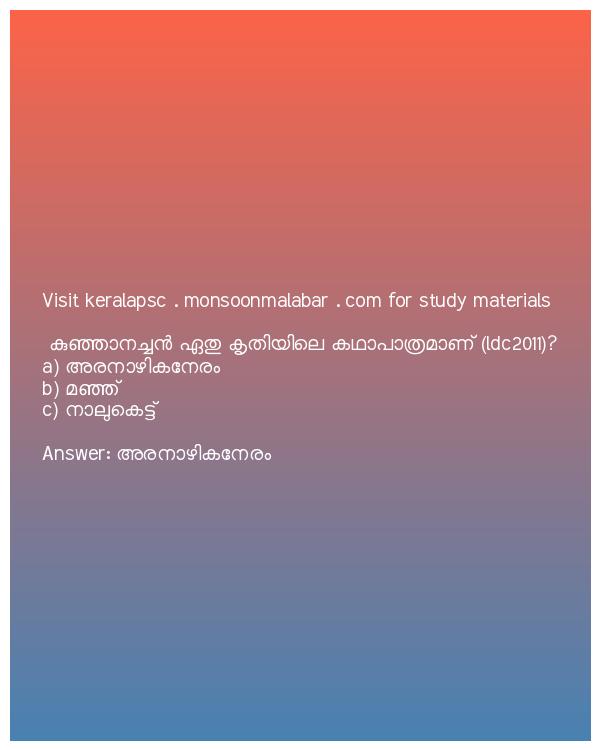 Visit keralapsc . monsoonmalabar . com for study materials
കുഞ്ഞാനച്ചൻ ഏതു കൃതിയിലെ കഥാപാത്രമാണ് (ldc2011)?
a) അരനാഴികനേരം
b) മഞ്ഞ്
c) നാലുകെട്ട്
Answer: അരനാഴികനേരം